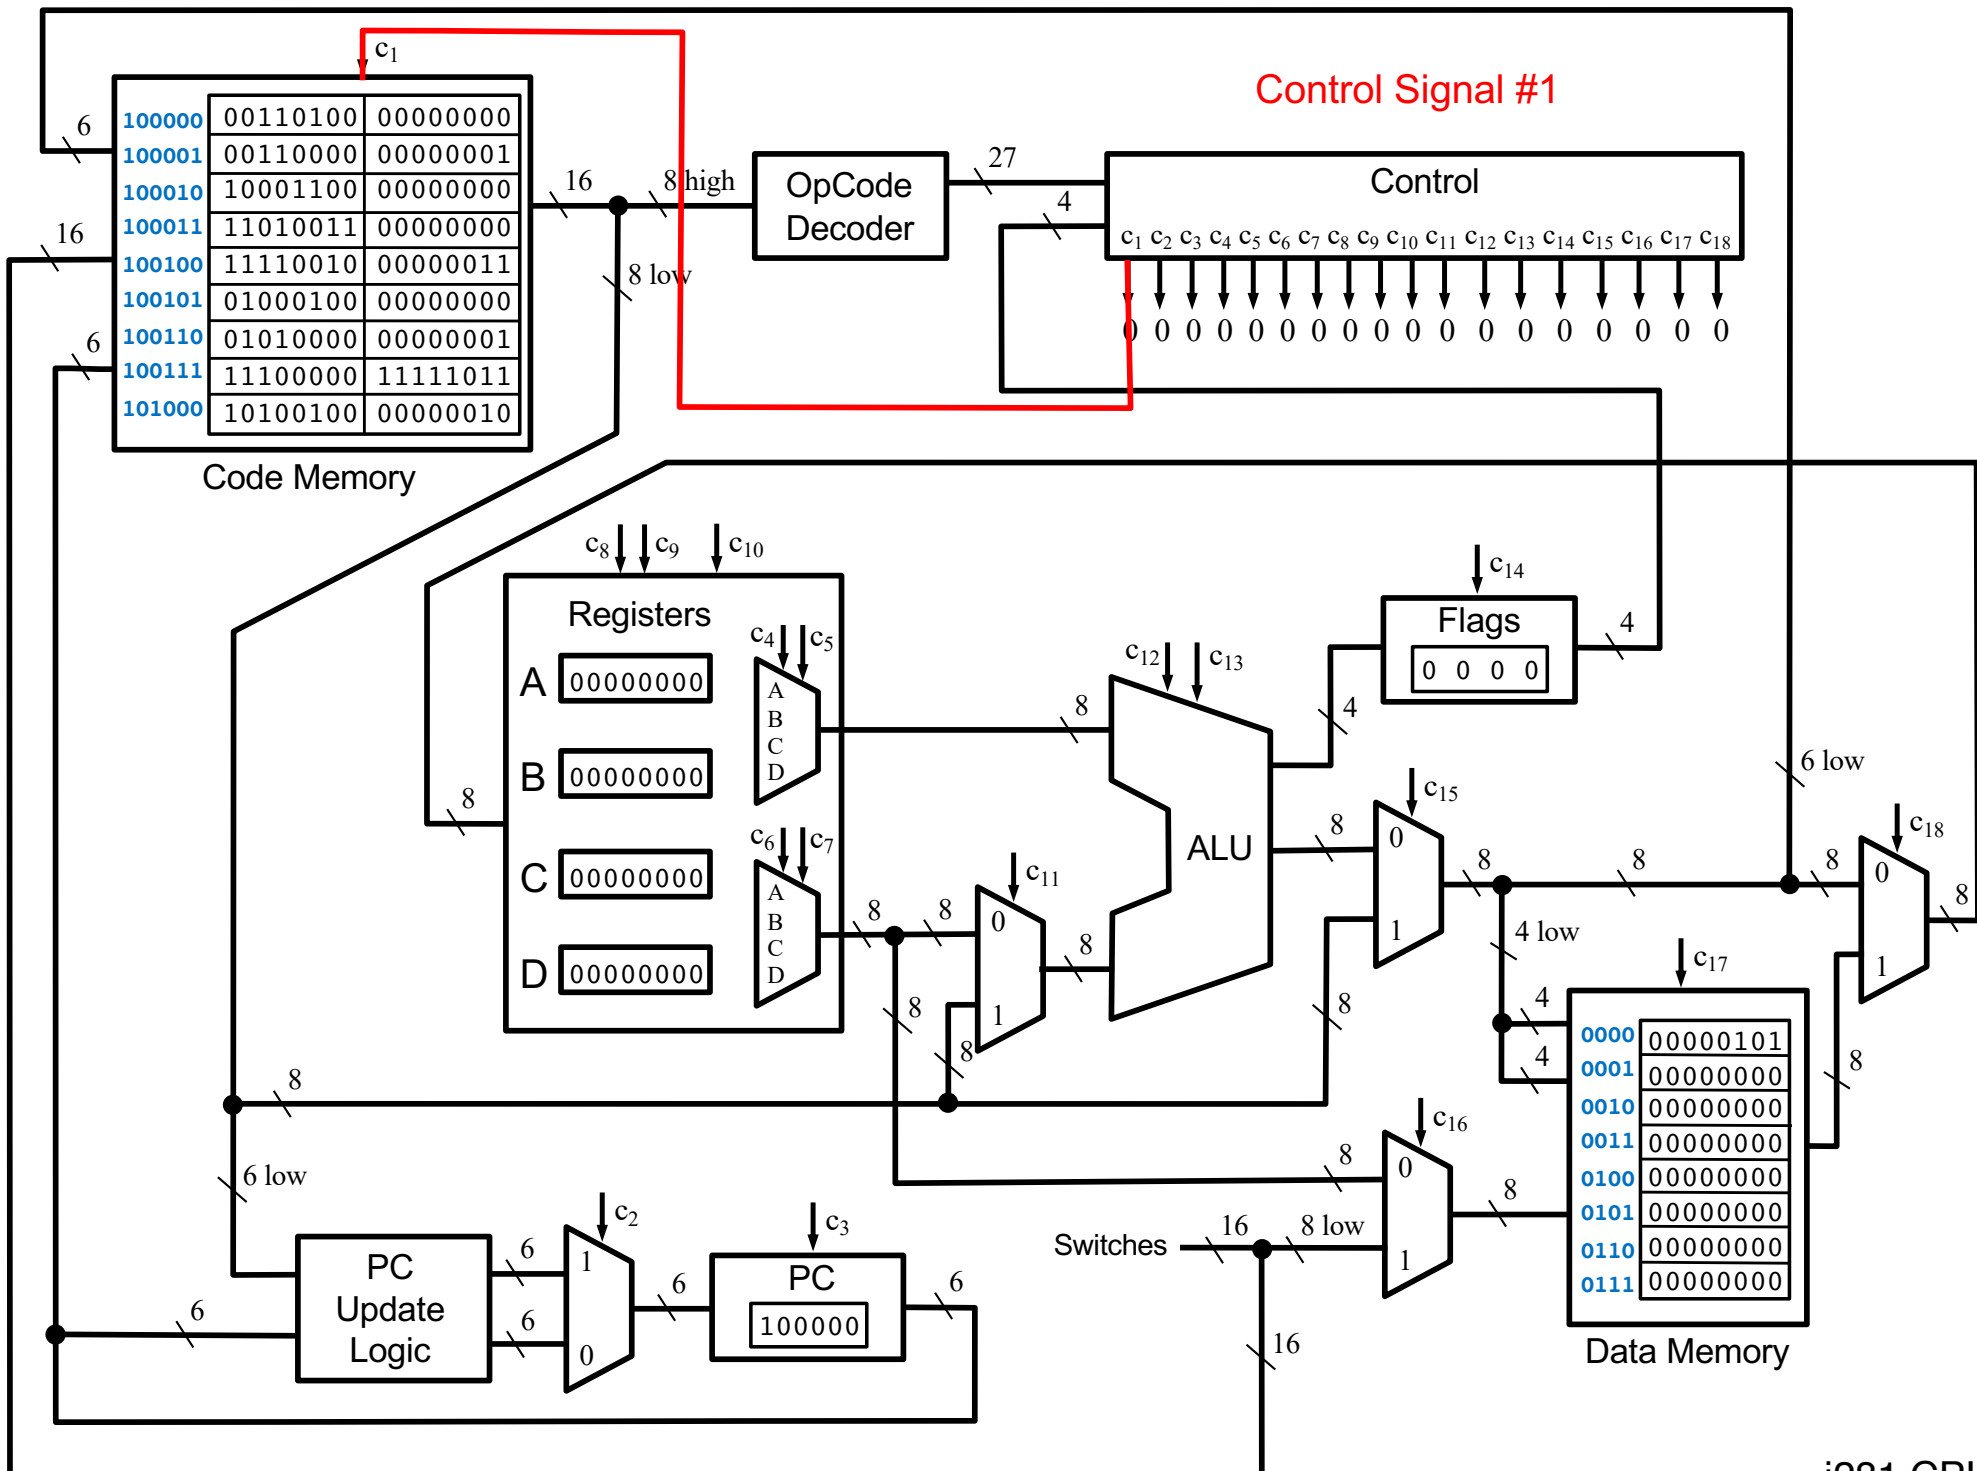 c1
Control Signal #1
6
16
6
100000 00110100 00000000
100001 00110000 00000001
100010 10001100 00000000
100011 11010011 00000000
100100 11110010 00000011
100101 01000100 00000000
100110 01010000 00000001
100111 11100000 11111011
101000 10100100 00000010
Code Memory
16
8 high
8 low
OpCode
Decoder
27
4
Control
c1 c2 c3 c4 c5 c6 c7 c8 c9 c10 c11 c12 c13 c14 c15 c16 c17 c18
0 0 0 0 0 0 0 0 0 0 0 0 0 0 0 0 0 0
c8 c9 c10
Registers
A 00000000
B 00000000
C 00000000
D 00000000
8
c4 c5
A
B
C
D
c6 c7
A
B
C
D
8
8
8
8
c11
0
1
8
8
c12 c13
ALU
4
c14
Flags
0 0 0 0
4
8
c15
0
1
8
8
8
6 low
8
4 low
4
4
c18
0
1
8
c17
0000 00000101
0001 00000000
0010 00000000
0011 00000000
0100 00000000
0101 00000000
0110 00000000
0111 00000000
Data Memory
8
8
6 low
PC
Update
Logic
6
6
6
c2
1
0
6
c3
PC
100000
6
Switches
16
8 low
16
8
c16
0
1
8